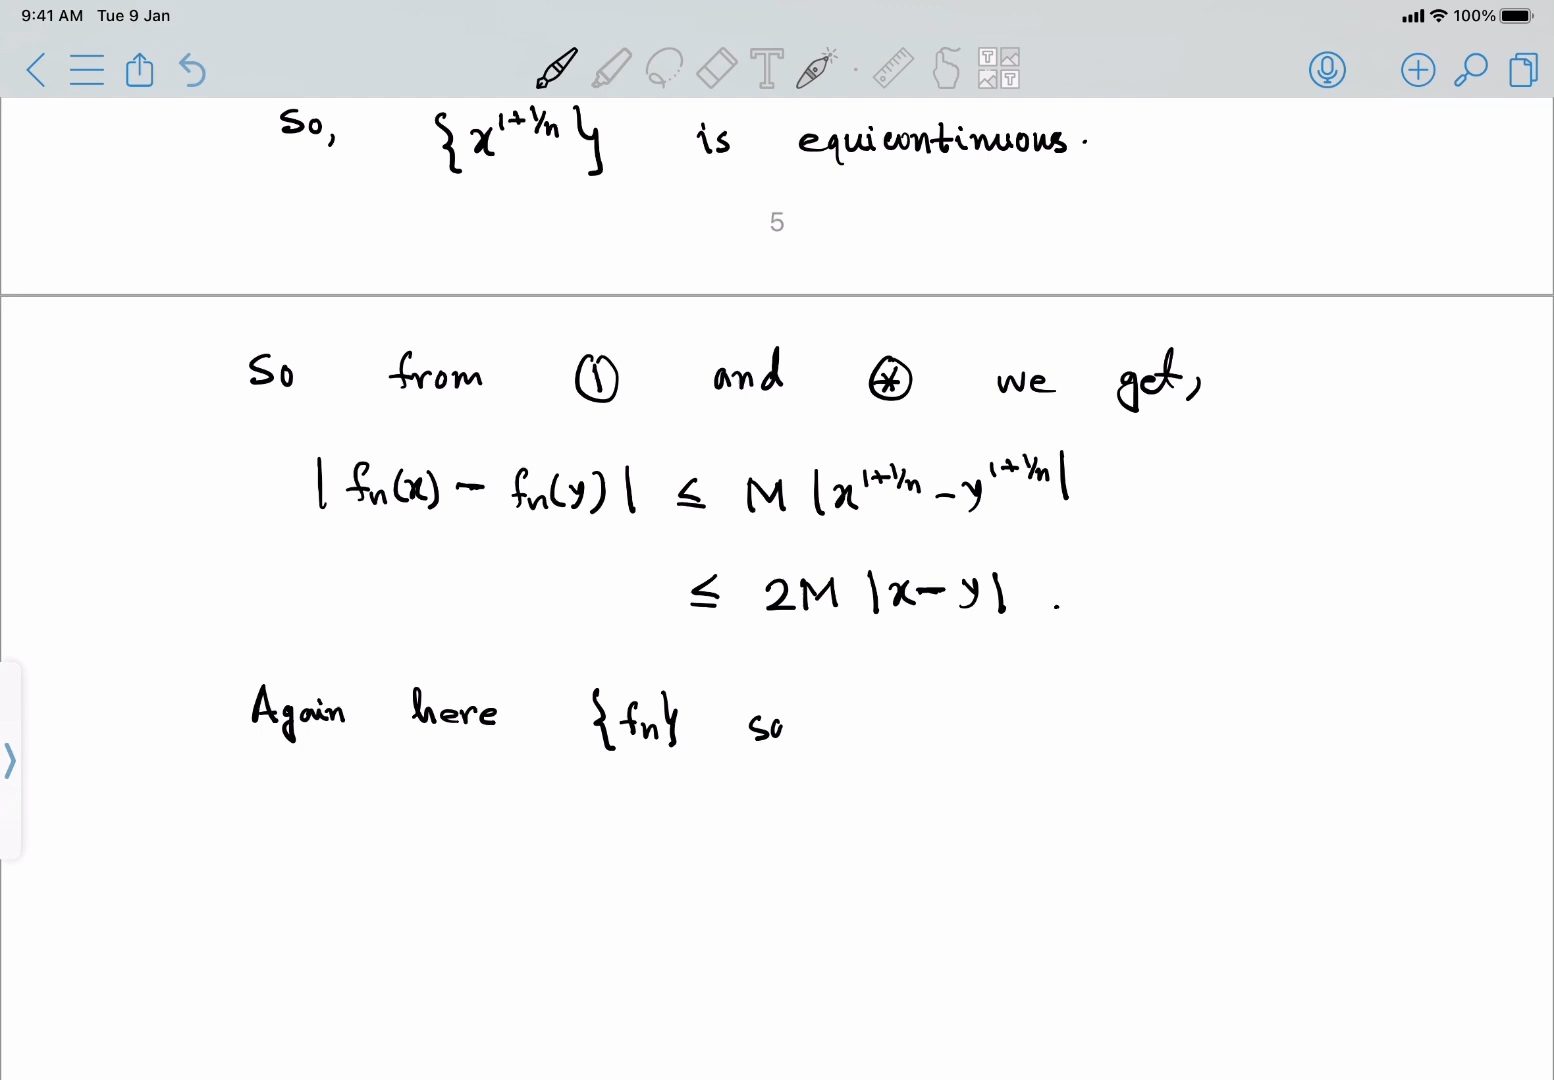 9:41 AM Tue 9 Jan 100%
So, {x^{1+1/n}} is equicontinuous.
5
So from ① and ⊛ we get,
| fn(x) - fn(y) | ≤ M |x^{1+1/n} - y^{1+1/n}|
≤ 2M |x-y| .
Again here {fn} so